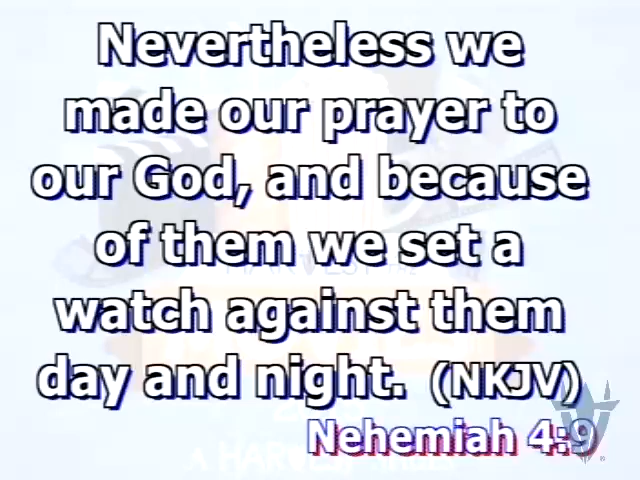 Nevertheless we
made our prayer to
our God, and because
of them we set a
watch against them
day and night. (NKJV)
Nehemiah 4:9
A HARVEST